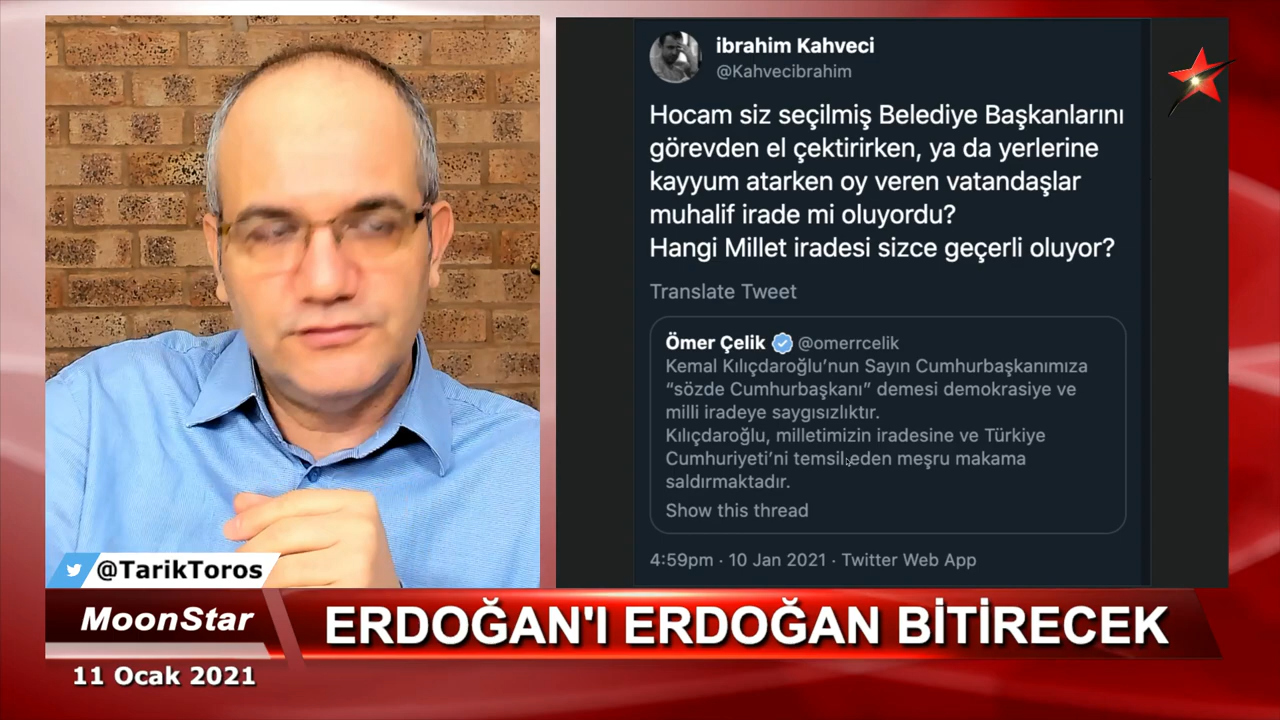 ibrahim Kahveci
@Kahvecibrahim
Hocam siz seçilmiş Belediye Başkanlarını
görevden el çektirirken, ya da yerlerine
kayyum atarken oy veren vatandaşlar
muhalif irade mi oluyordu?
Hangi Millet iradesi sizce geçerli oluyor?
Translate Tweet
Ömer Çelik @omerrcelik
Kemal Kılıçdaroğlu’nun Sayın Cumhurbaşkanımıza
“sözde Cumhurbaşkanı” demesi demokrasiye ve
milli iradeye saygısızlıktır.
Kılıçdaroğlu, milletimizin iradesine ve Türkiye
Cumhuriyeti’ni temsil eden meşru makama
saldırmaktadır.
Show this thread
4:59pm · 10 Jan 2021 · Twitter Web App
@TarikToros
MoonStar
ERDOĞAN'I ERDOĞAN BİTİRECEK
11 Ocak 2021